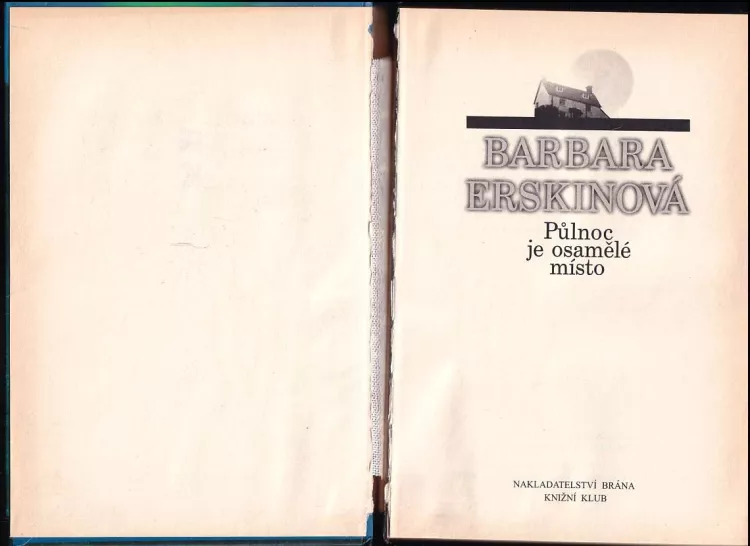 BARBARA
ERSKINOVÁ
Půlnoc
je osamělé
místo
NAKLADATELSTVÍ BRÁNA
KNIŽNÍ KLUB